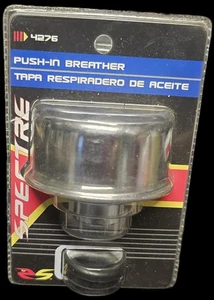 4276
PUSH-IN BREATHER
TAPA RESPIRADERO DE ACEITE
SPECTRE